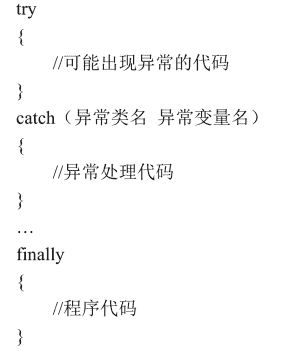 try
{
//可能出现异常的代码
}
catch（异常类名 异常变量名）
{
//异常处理代码
}
…
finally
{
//程序代码
}